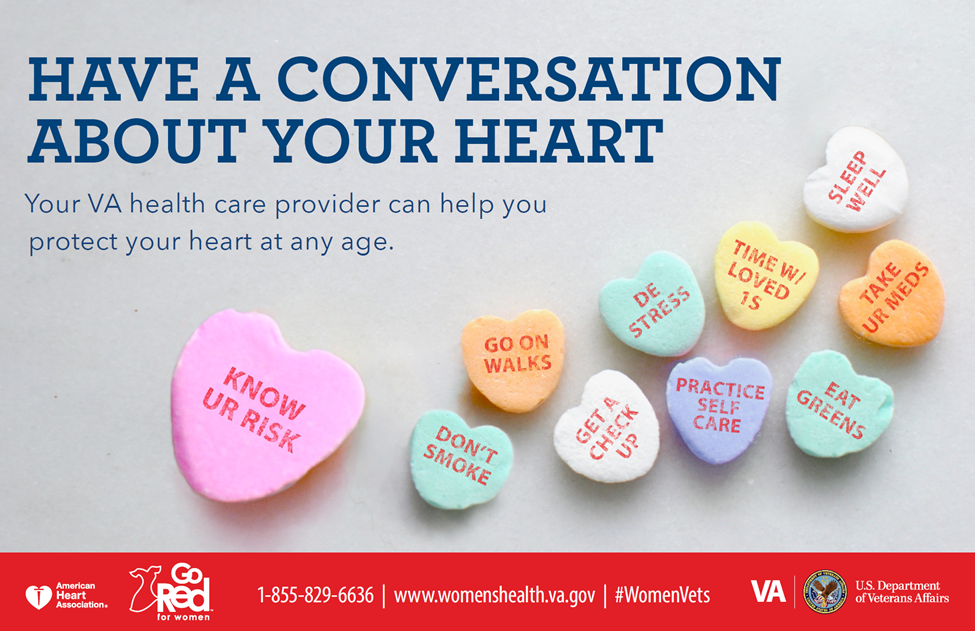 HAVE A CONVERSATION
ABOUT YOUR HEART
Your VA health care provider can help you
protect your heart at any age.
SLEEP
WELL
TIME W/
LOVED
1S
TAKE
UR MEDS
DE
STRESS
GO ON
WALKS
KNOW
UR RISK
PRACTICE
SELF
CARE
EAT
GREENS
GET A
CHECK
UP
DON'T
SMOKE
American
Heart
Association®
Go
Red
for women
1-855-829-6636 | www.womenshealth.va.gov | #WomenVets
VA
U.S. Department
of Veterans Affairs